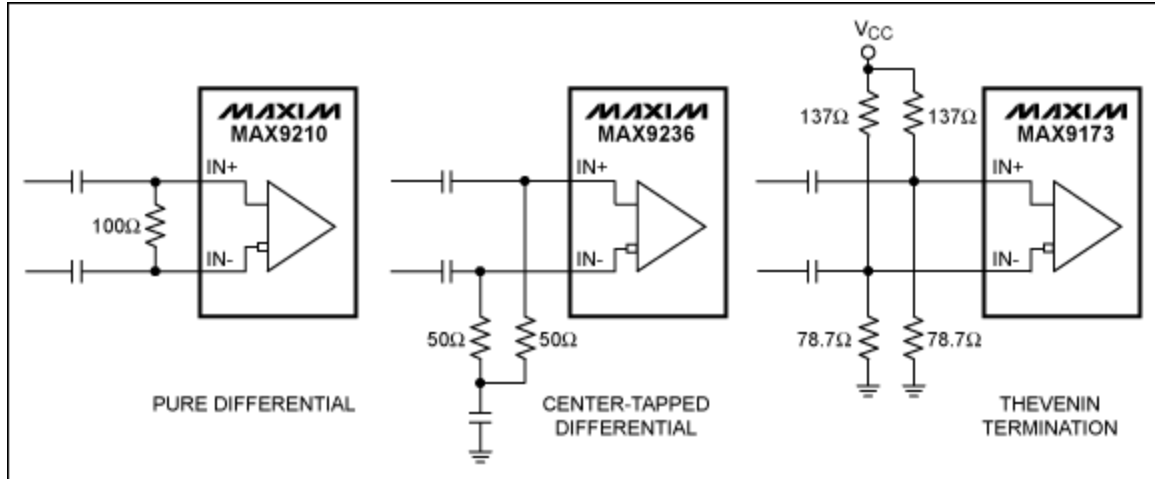 MAXIM
MAX9210
IN+
100Ω
IN-
PURE DIFFERENTIAL
MAXIM
MAX9236
IN+
IN-
50Ω
50Ω
CENTER-TAPPED
DIFFERENTIAL
VCC
137Ω
137Ω
MAXIM
MAX9173
IN+
IN-
78.7Ω
78.7Ω
THEVENIN
TERMINATION